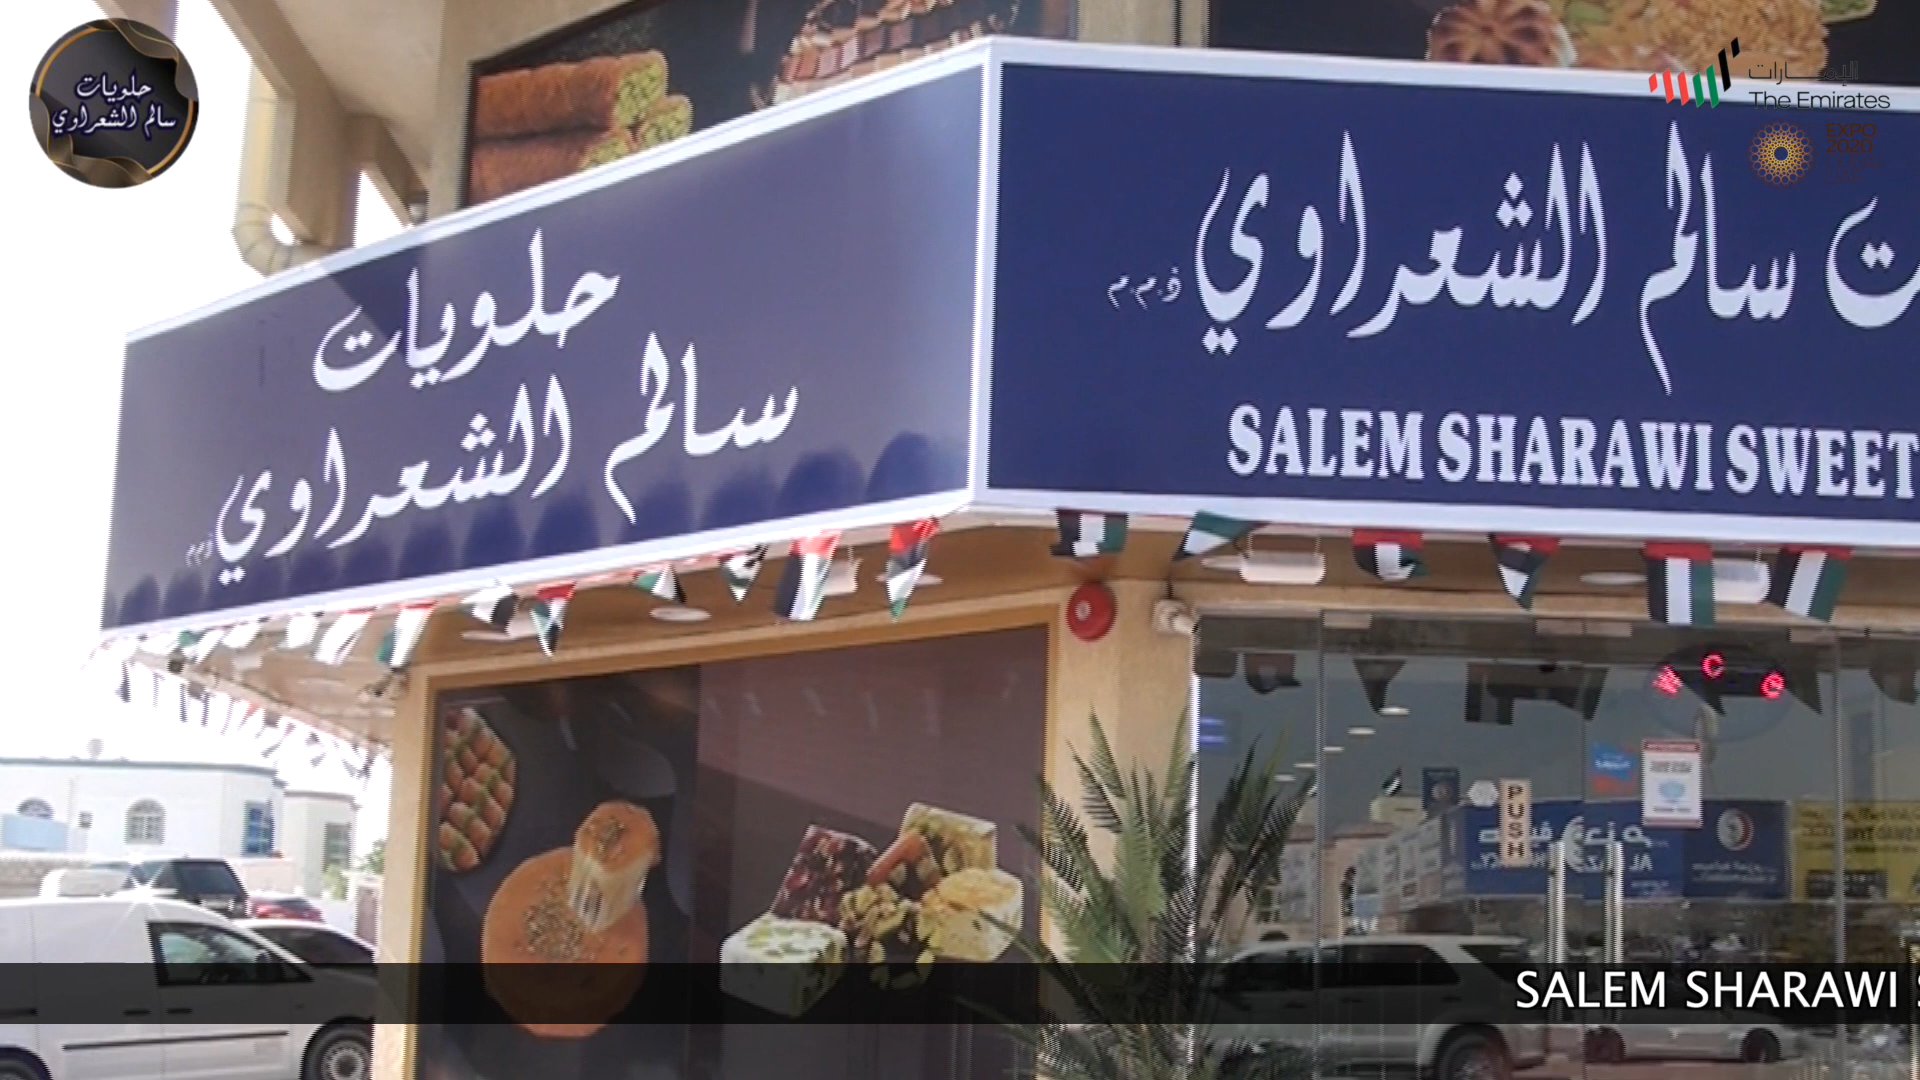 حلويات
سالم الشعراوي
الإمارات
The Emirates
EXPO
2020
حلويات
سالم الشعراوي
ذ.م.م
ت سالم الشعراوي ذ.م.م
SALEM SHARAWI SWEET
PUSH
SALEM SHARAWI S